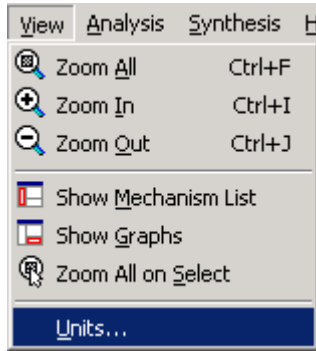 View Analysis Synthesis H
Zoom All Ctrl+F
Zoom In Ctrl+I
Zoom Out Ctrl+J
Show Mechanism List
Show Graphs
Zoom All on Select
Units...